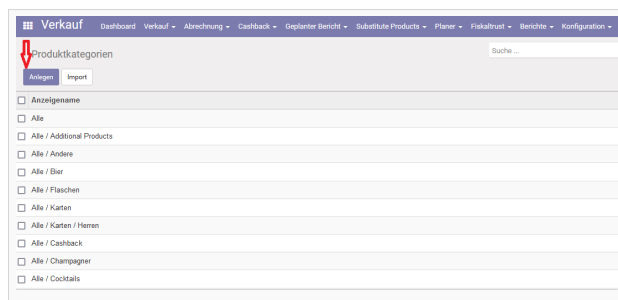 Verkauf Dashboard Verkauf Abrechnung Cashback Geplanter Bericht Substitute Products Planer Fiskaltrust Berichte Konfiguration
Produktkategorien Suche ...
Anlegen Import
Anzeigename
Alle
Alle / Additional Products
Alle / Andere
Alle / Bier
Alle / Flaschen
Alle / Karten
Alle / Karten / Herren
Alle / Cashback
Alle / Champagner
Alle / Cocktails